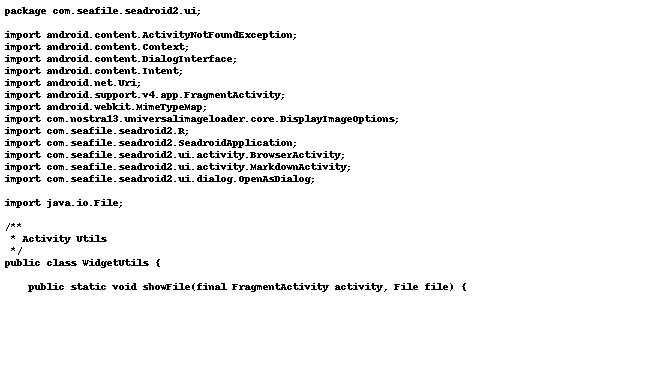 package com.seafile.seadroid2.ui;

import android.content.ActivityNotFoundException;
import android.content.Context;
import android.content.DialogInterface;
import android.content.Intent;
import android.net.Uri;
import android.support.v4.app.FragmentActivity;
import android.webkit.MimeTypeMap;
import com.nostra13.universalimageloader.core.DisplayImageOptions;
import com.seafile.seadroid2.R;
import com.seafile.seadroid2.SeadroidApplication;
import com.seafile.seadroid2.ui.activity.BrowserActivity;
import com.seafile.seadroid2.ui.activity.MarkdownActivity;
import com.seafile.seadroid2.ui.dialog.OpenAsDialog;

import java.io.File;

/**
 * Activity Utils
 */
public class WidgetUtils {

    public static void showFile(final FragmentActivity activity, File file) {